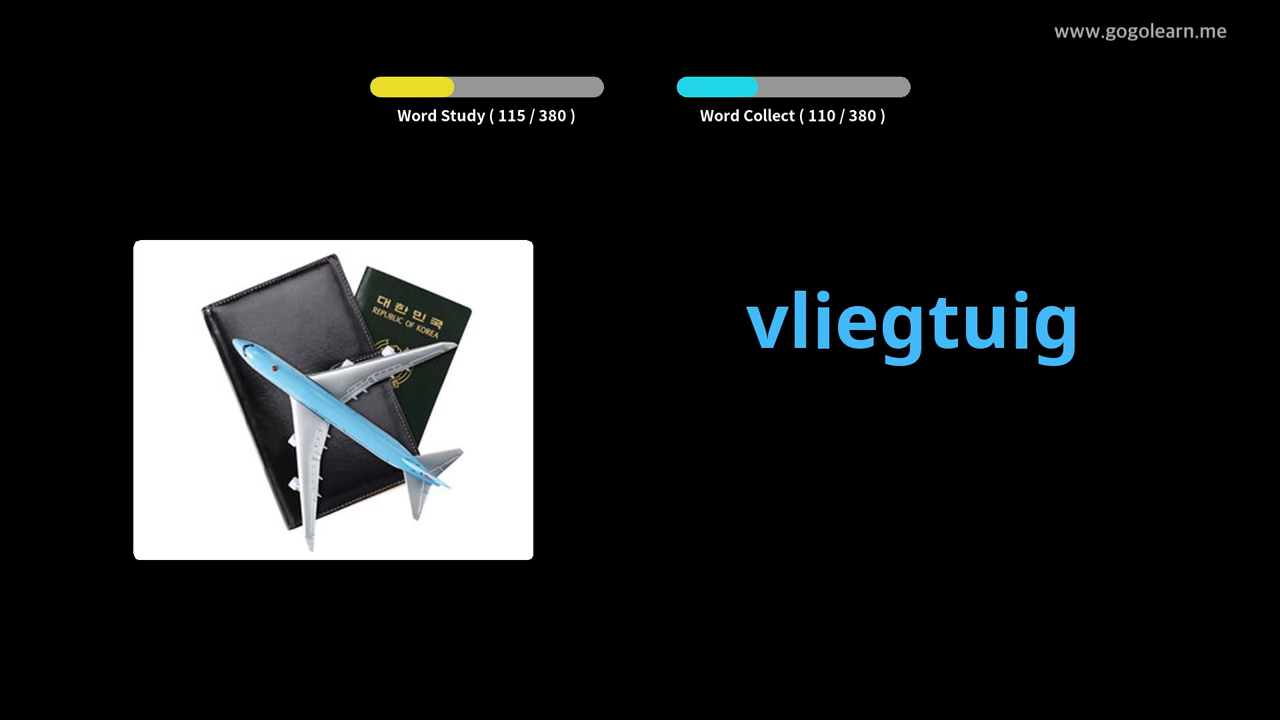 www.gogolearn.me
Word Study ( 115 / 380 )
Word Collect ( 110 / 380 )
대한민국
REPUBLIC OF KOREA
vliegtuig